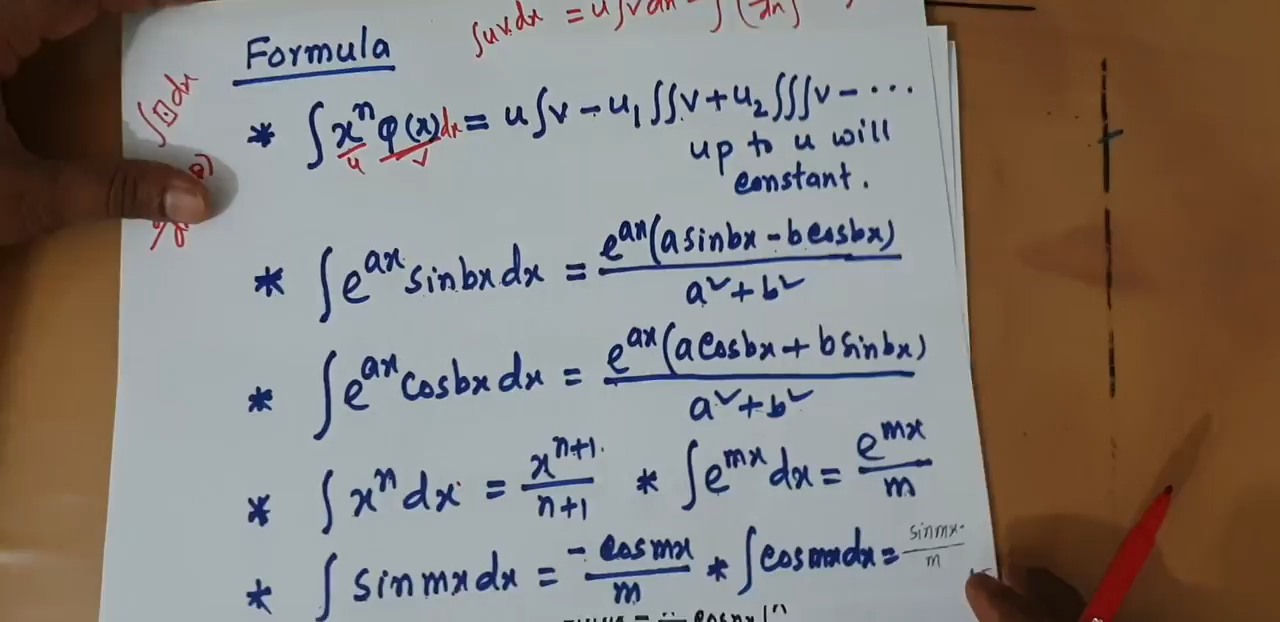 ∫uv.dx = u∫v dx - ∫(
Formula
∫□dx
* ∫xⁿ φ(x)dx = u∫v - u₁∫∫v + u₂∫∫∫v - ...
u v
up to u will
constant.
* ∫e^{ax} sinbx dx = e^{ax}(a sinbx - b cosbx) / a² + b²
* ∫e^{ax} cosbx dx = e^{ax}(a cosbx + b sinbx) / a² + b²
* ∫xⁿ dx = x^{n+1} / n+1 * ∫e^{mx} dx = e^{mx} / m
* ∫ sin mx dx = - cos mx / m * ∫cos mx dx = sin mx / m